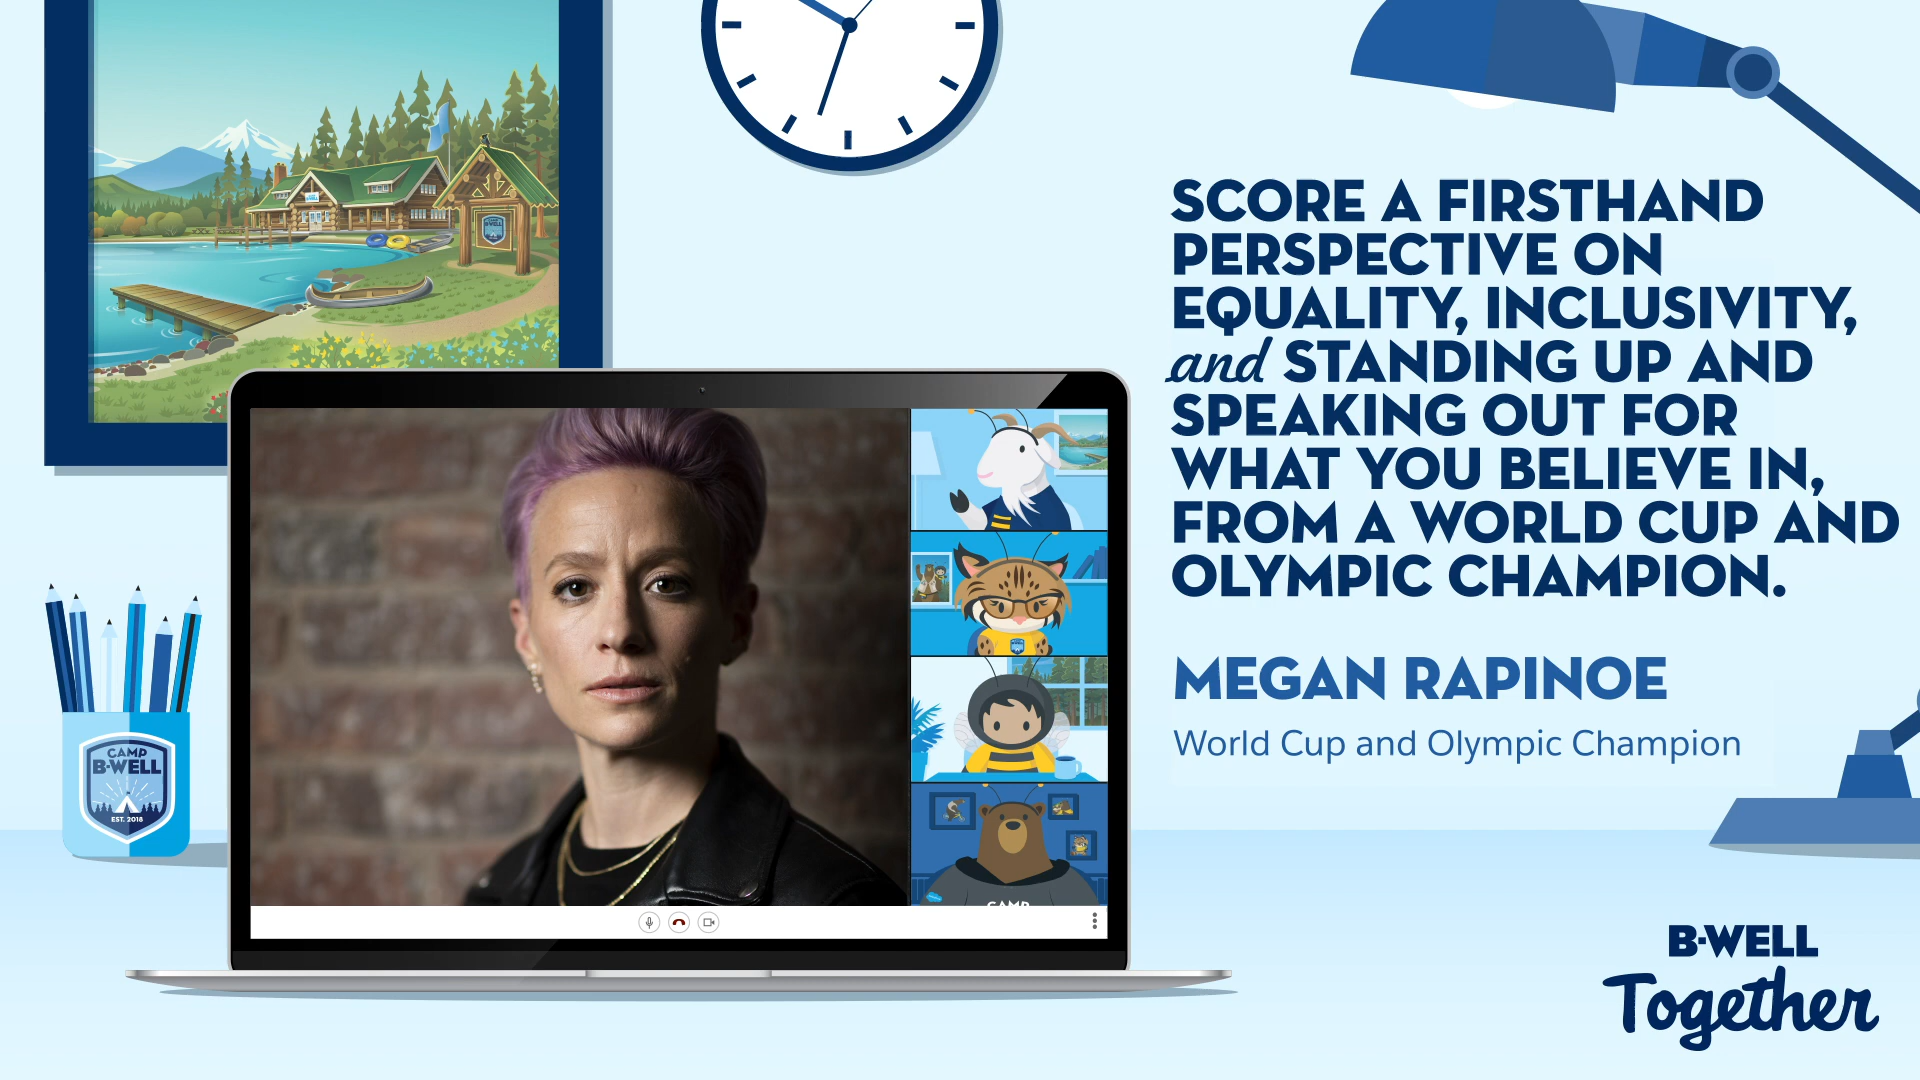 SCORE A FIRSTHAND
PERSPECTIVE ON
EQUALITY, INCLUSIVITY,
and STANDING UP AND
SPEAKING OUT FOR
WHAT YOU BELIEVE IN,
FROM A WORLD CUP AND
OLYMPIC CHAMPION.
MEGAN RAPINOE
World Cup and Olympic Champion
CAMP
B·WELL
EST. 2018
CAMP
B·WELL
Together